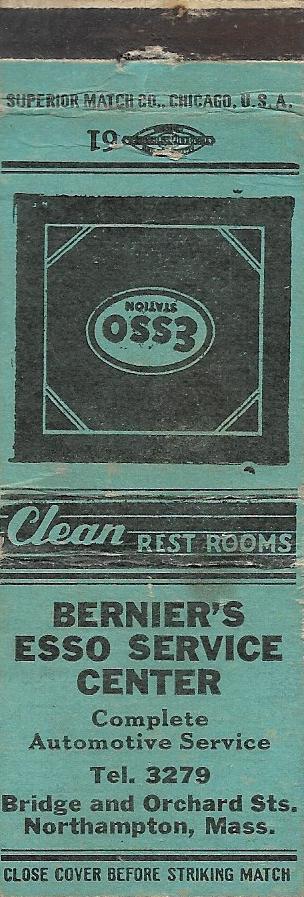 SUPERIOR MATCH CO., CHICAGO, U.S.A.
61
ESSO
STATION
Clean REST ROOMS
BERNIER'S
ESSO SERVICE
CENTER
Complete
Automotive Service
Tel. 3279
Bridge and Orchard Sts.
Northampton, Mass.
CLOSE COVER BEFORE STRIKING MATCH